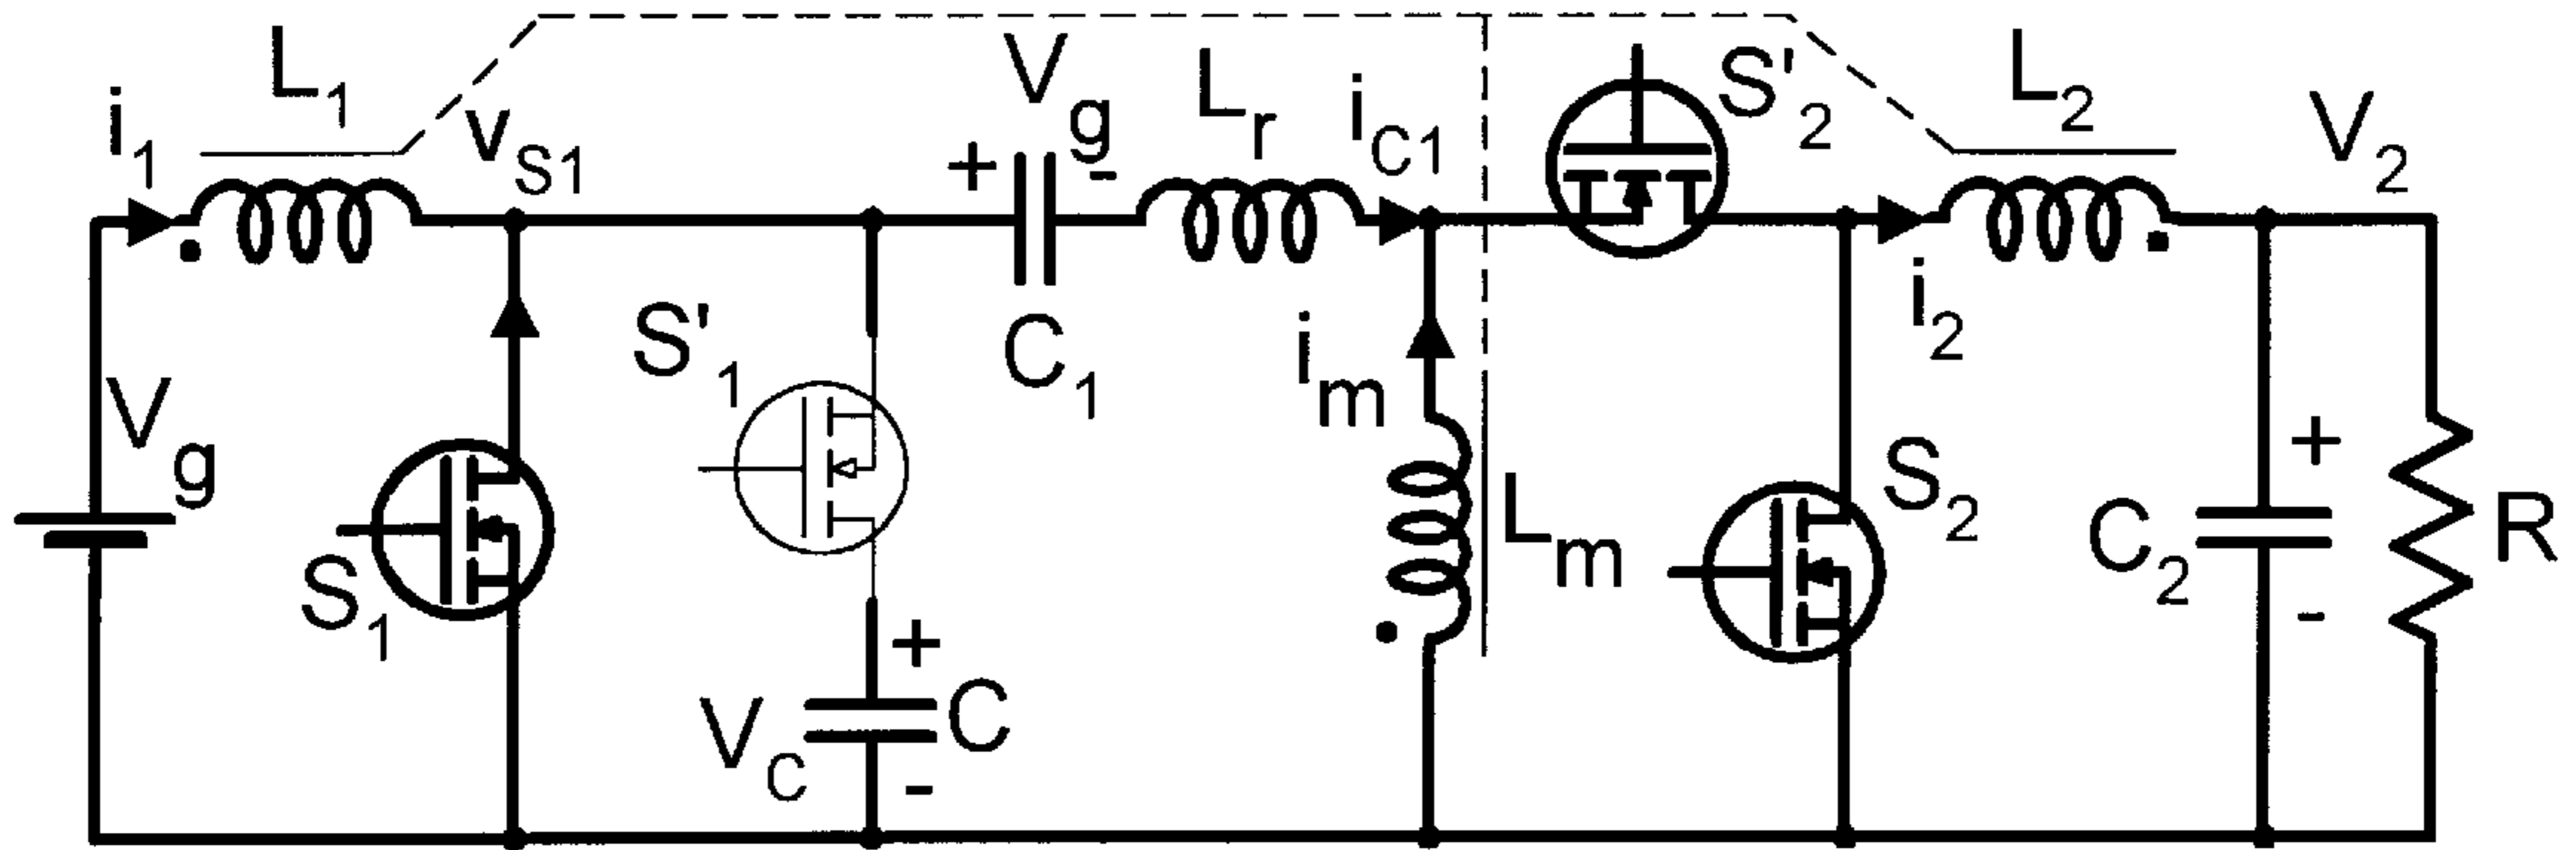 i1
L1
vS1
Vg
+
-
Lr
iC1
S'2
L2
V2
Vg
S1
S'1
C1
im
Lm
i2
S2
C2
+
-
R
VC
+
C
-